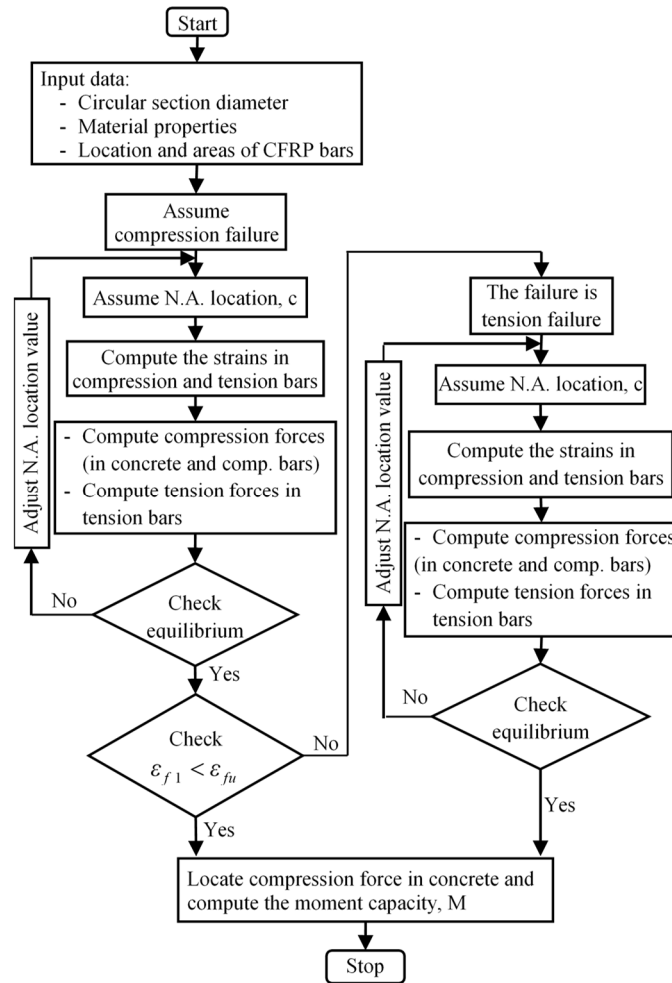 Start
Input data:
- Circular section diameter
- Material properties
- Location and areas of CFRP bars
Assume
compression failure
Assume N.A. location, c
Compute the strains in
compression and tension bars
- Compute compression forces
(in concrete and comp. bars)
- Compute tension forces in
tension bars
Adjust N.A. location value
No
Check
equilibrium
Yes
Check
ε_{f 1} < ε_{fu}
No
Yes
The failure is
tension failure
Assume N.A. location, c
Compute the strains in
compression and tension bars
- Compute compression forces
(in concrete and comp. bars)
- Compute tension forces in
tension bars
Adjust N.A. location value
No
Check
equilibrium
Yes
Locate compression force in concrete and
compute the moment capacity, M
Stop